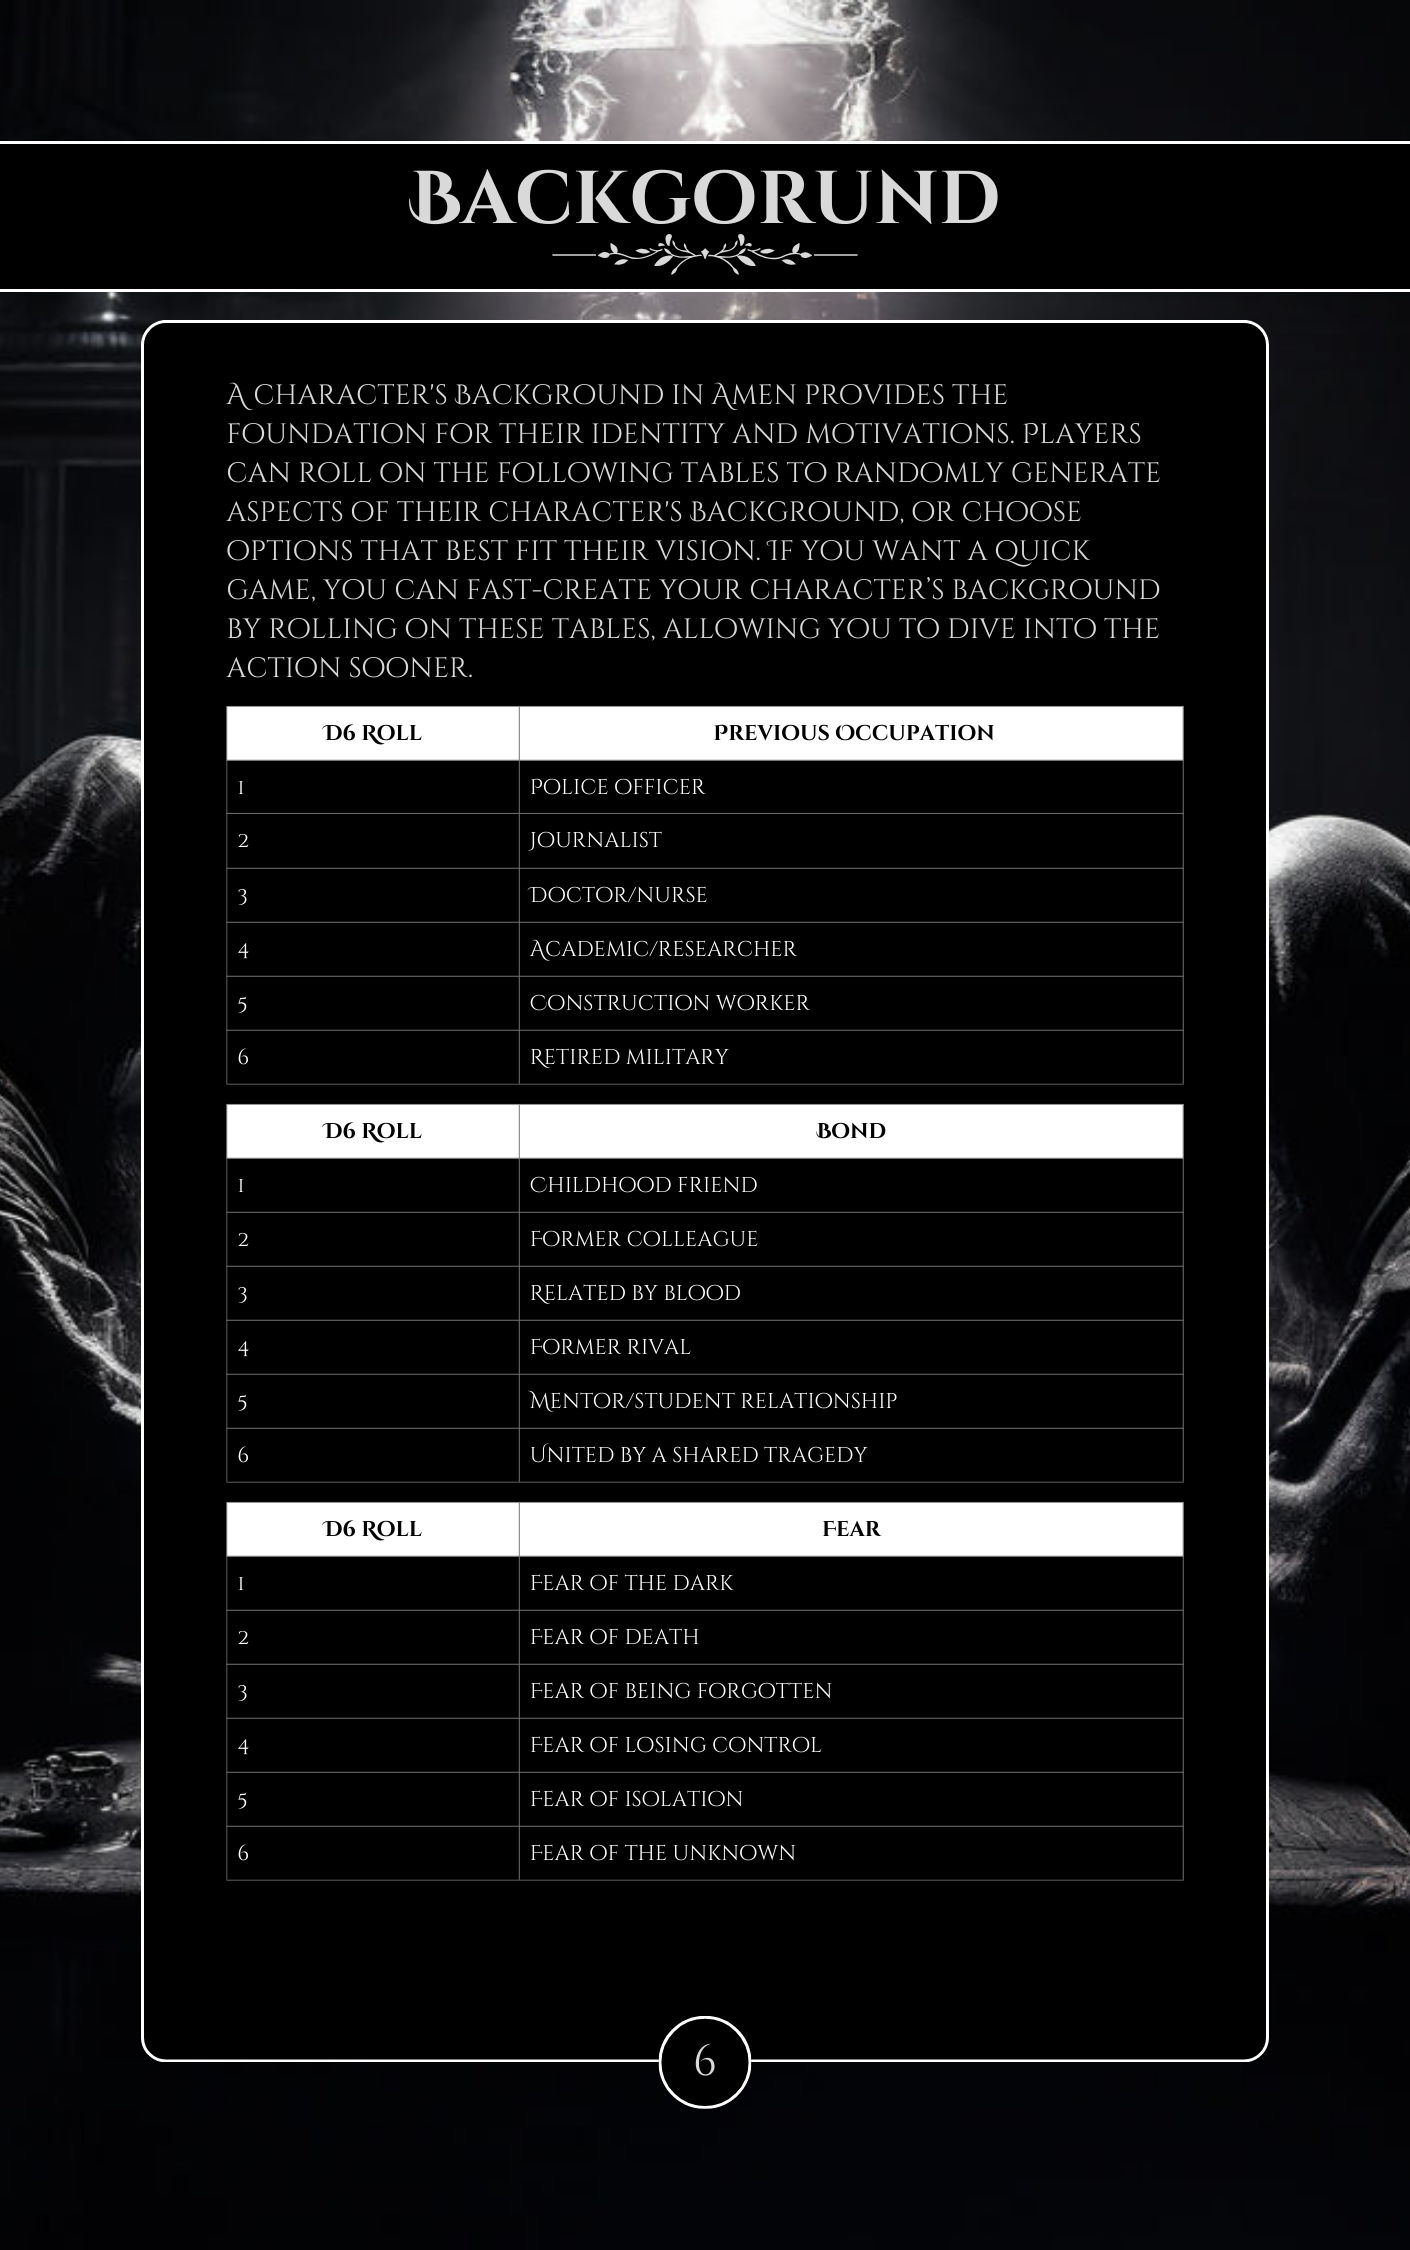 Backgorund
A character's Background in Amen provides the
foundation for their identity and motivations. Players
can roll on the following tables to randomly generate
aspects of their character's Background, or choose
options that best fit their vision. If you want a quick
game, you can fast-create your character’s background
by rolling on these tables, allowing you to dive into the
action sooner.
D6 Roll Previous Occupation
1 Police officer
2 Journalist
3 Doctor/nurse
4 Academic/researcher
5 Construction worker
6 Retired military
D6 Roll Bond
1 Childhood friend
2 Former colleague
3 Related by blood
4 Former rival
5 Mentor/student relationship
6 United by a shared tragedy
D6 Roll Fear
1 Fear of the dark
2 Fear of death
3 Fear of being forgotten
4 Fear of losing control
5 Fear of isolation
6 Fear of the unknown
6